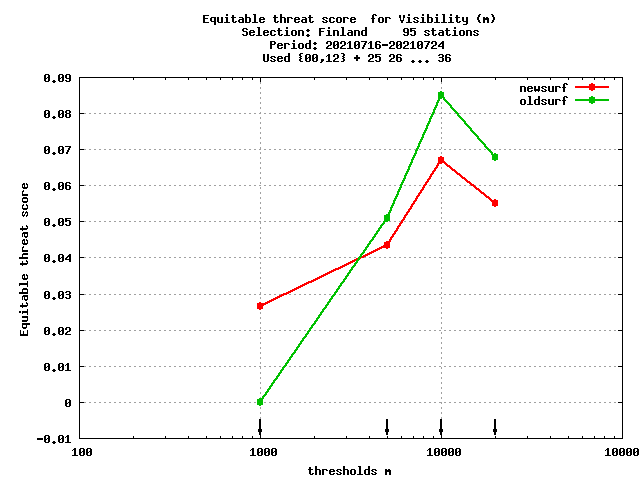 Equitable threat score  for Visibility (m)
Selection: Finland     95 stations
Period: 20210716-20210724
Used {00,12} + 25 26 ... 36
newsurf
oldsurf
Equitable threat score
0.09
0.08
0.07
0.06
0.05
0.04
0.03
0.02
0.01
0
-0.01
100 1000 10000 10000
thresholds m